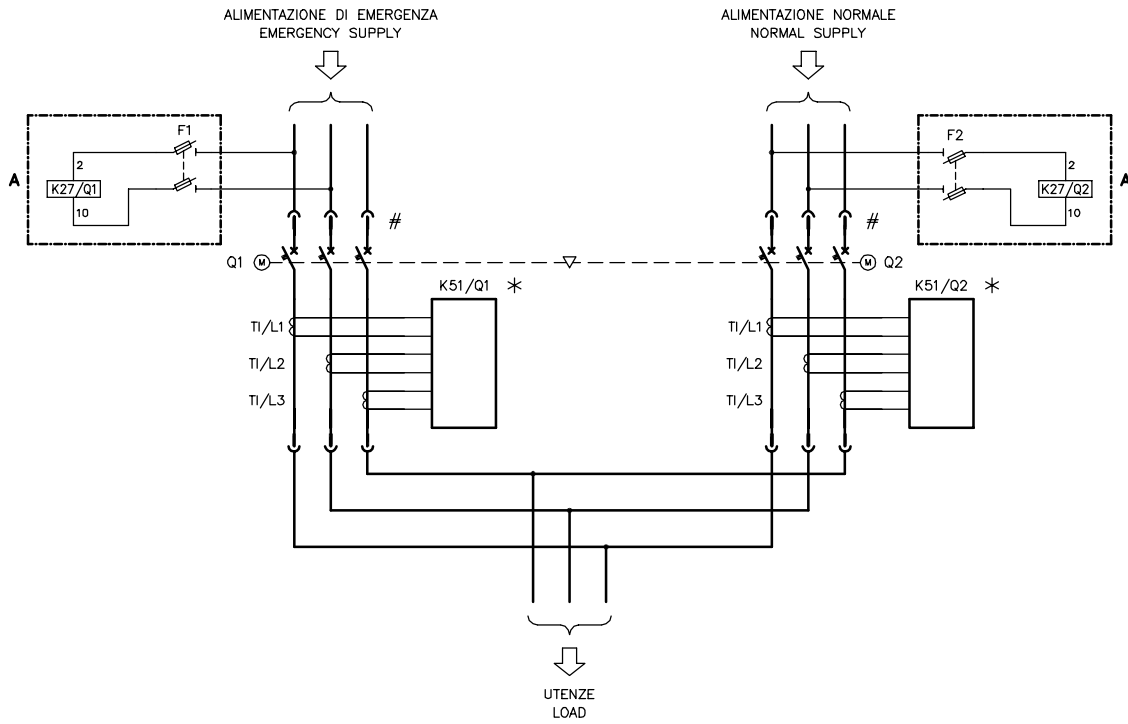 ALIMENTAZIONE DI EMERGENZA
EMERGENCY SUPPLY
ALIMENTAZIONE NORMALE
NORMAL SUPPLY
F1
2
A
K27/Q1
10
F2
2
K27/Q2
A
10
#
#
Q1
M
M
Q2
K51/Q1 *
K51/Q2 *
TI/L1
TI/L2
TI/L3
TI/L1
TI/L2
TI/L3
UTENZE
LOAD